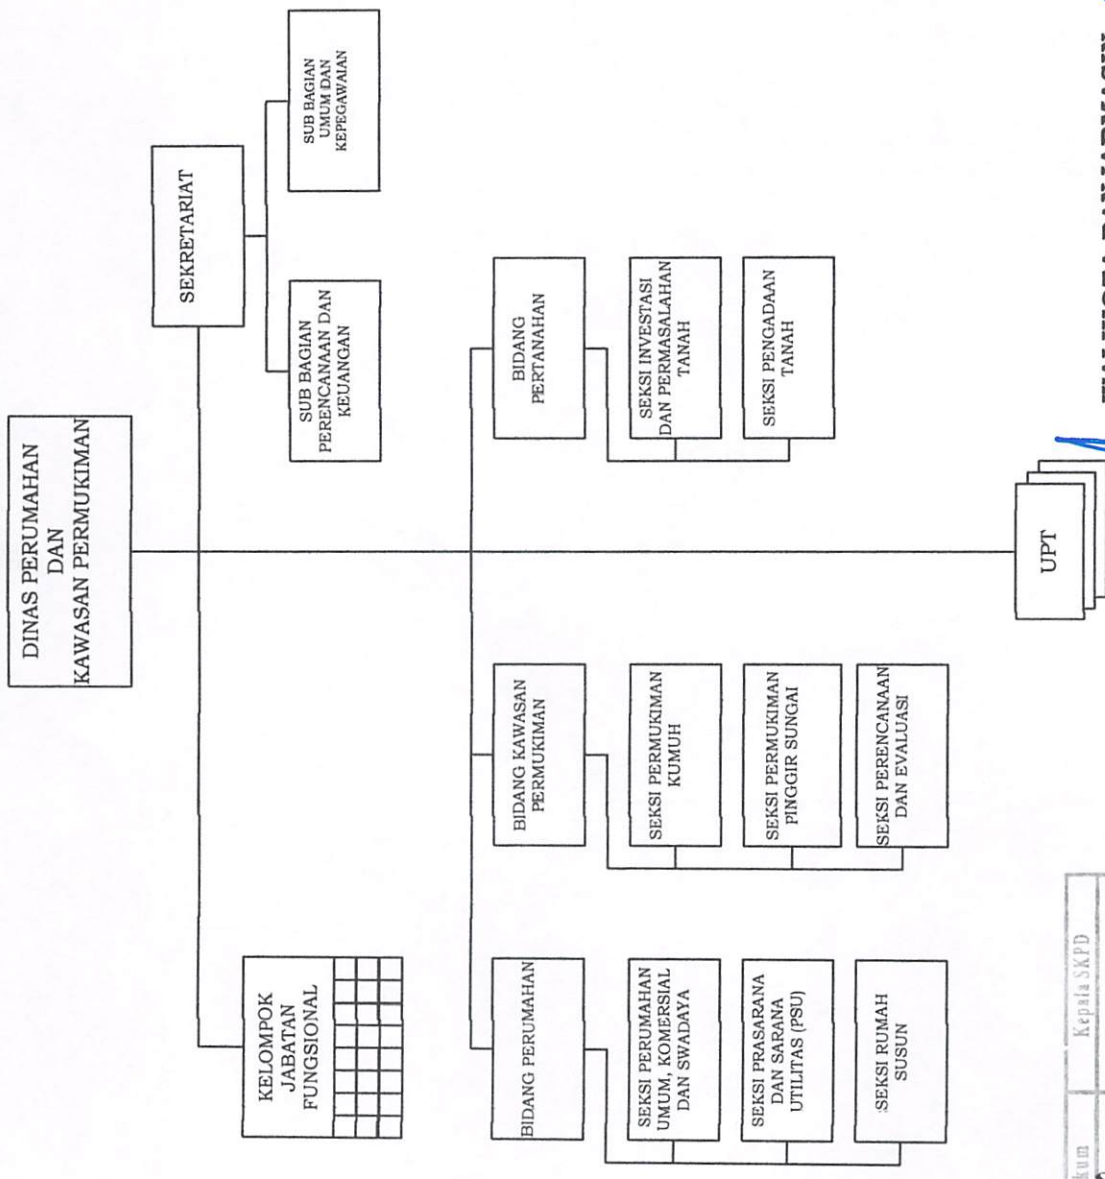 DINAS PERUMAHAN
DAN
KAWASAN PERMUKIMAN
KELOMPOK
JABATAN
FUNGSIONAL
SEKRETARIAT
SUB BAGIAN
PERENCANAAN DAN
KEUANGAN
SUB BAGIAN
UMUM DAN
KEPEGAWAIAN
BIDANG PERUMAHAN
SEKSI PERUMAHAN
UMUM, KOMERSIAL
DAN SWADAYA
SEKSI PRASARANA
DAN SARANA
UTILITAS (PSU)
:SEKSI RUMAH
SUSUN
BIDANG KAWASAN
PERMUKIMAN
SEKSI PERMUKIMAN
KUMUH
SEKSI PERMUKIMAN
PINGGIR SUNGAI
SEKSI PERENCANAAN
DAN EVALUASI
BIDANG
PERTANAHAN
SEKSI INVESTASI
DAN PERMASALAHAN
TANAH
SEKSI PENGADAAN
TANAH
UPT
kum
Kepala SKPD